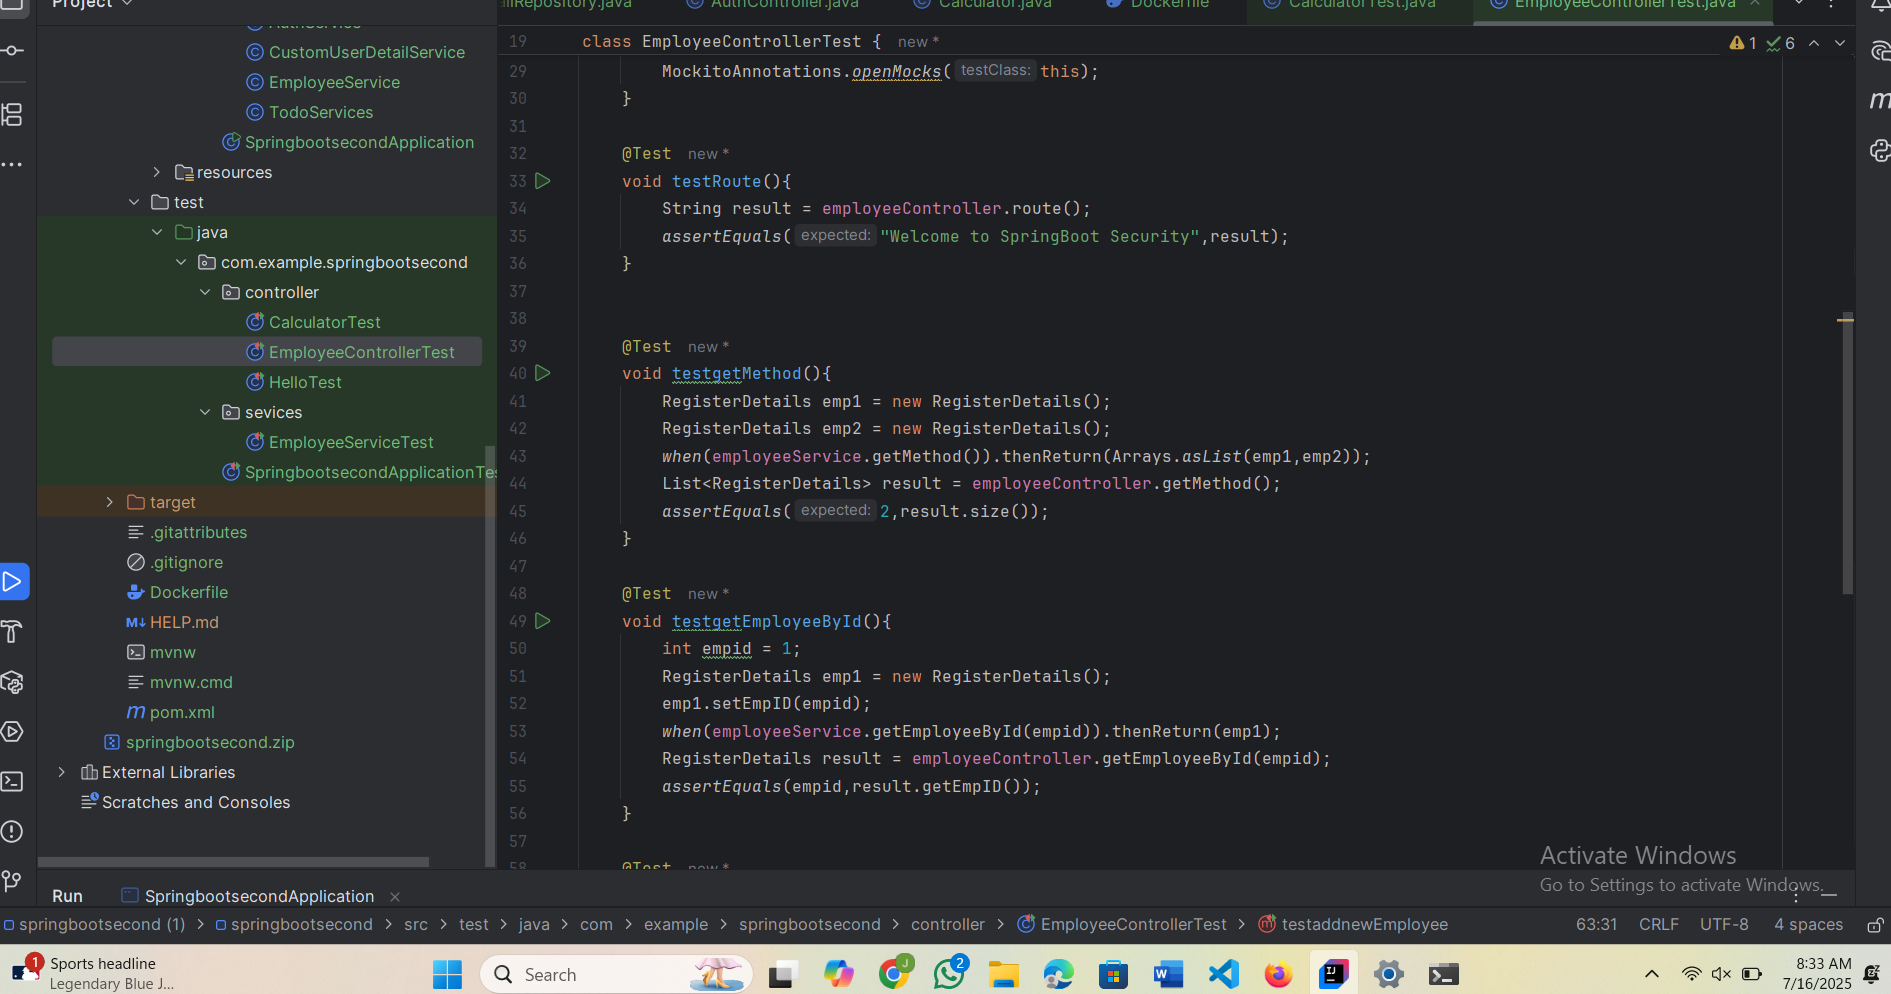 Project
AuthService
CustomUserDetailService
EmployeeService
TodoServices
SpringbootsecondApplication
resources
test
java
com.example.springbootsecond
controller
CalculatorTest
EmployeeControllerTest
HelloTest
sevices
EmployeeServiceTest
SpringbootsecondApplicationTes
target
.gitattributes
.gitignore
Dockerfile
M↓ HELP.md
mvnw
mvnw.cmd
m pom.xml
springbootsecond.zip
External Libraries
Scratches and Consoles
ilRepository.java AuthController.java Calculator.java Dockerfile CalculatorTest.java EmployeeControllerTest.java
19 class EmployeeControllerTest { new *
1 6
29 MockitoAnnotations.openMocks( testClass: this);
30 }
31
32 @Test new *
33 void testRoute(){
34 String result = employeeController.route();
35 assertEquals( expected: "Welcome to SpringBoot Security",result);
36 }
37
38
39 @Test new *
40 void testgetMethod(){
41 RegisterDetails emp1 = new RegisterDetails();
42 RegisterDetails emp2 = new RegisterDetails();
43 when(employeeService.getMethod()).thenReturn(Arrays.asList(emp1,emp2));
44 List<RegisterDetails> result = employeeController.getMethod();
45 assertEquals( expected: 2,result.size());
46 }
47
48 @Test new *
49 void testgetEmployeeById(){
50 int empid = 1;
51 RegisterDetails emp1 = new RegisterDetails();
52 emp1.setEmpID(empid);
53 when(employeeService.getEmployeeById(empid)).thenReturn(emp1);
54 RegisterDetails result = employeeController.getEmployeeById(empid);
55 assertEquals(empid,result.getEmpID());
56 }
57
58 @Test new *
Activate Windows
Go to Settings to activate Windows.
Run SpringbootsecondApplication
springbootsecond (1) > springbootsecond > src > test > java > com > example > springbootsecond > controller > EmployeeControllerTest > testaddnewEmployee
63:31 CRLF UTF-8 4 spaces
1
Sports headline
Legendary Blue J...
Search
J
2
8:33 AM
7/16/2025